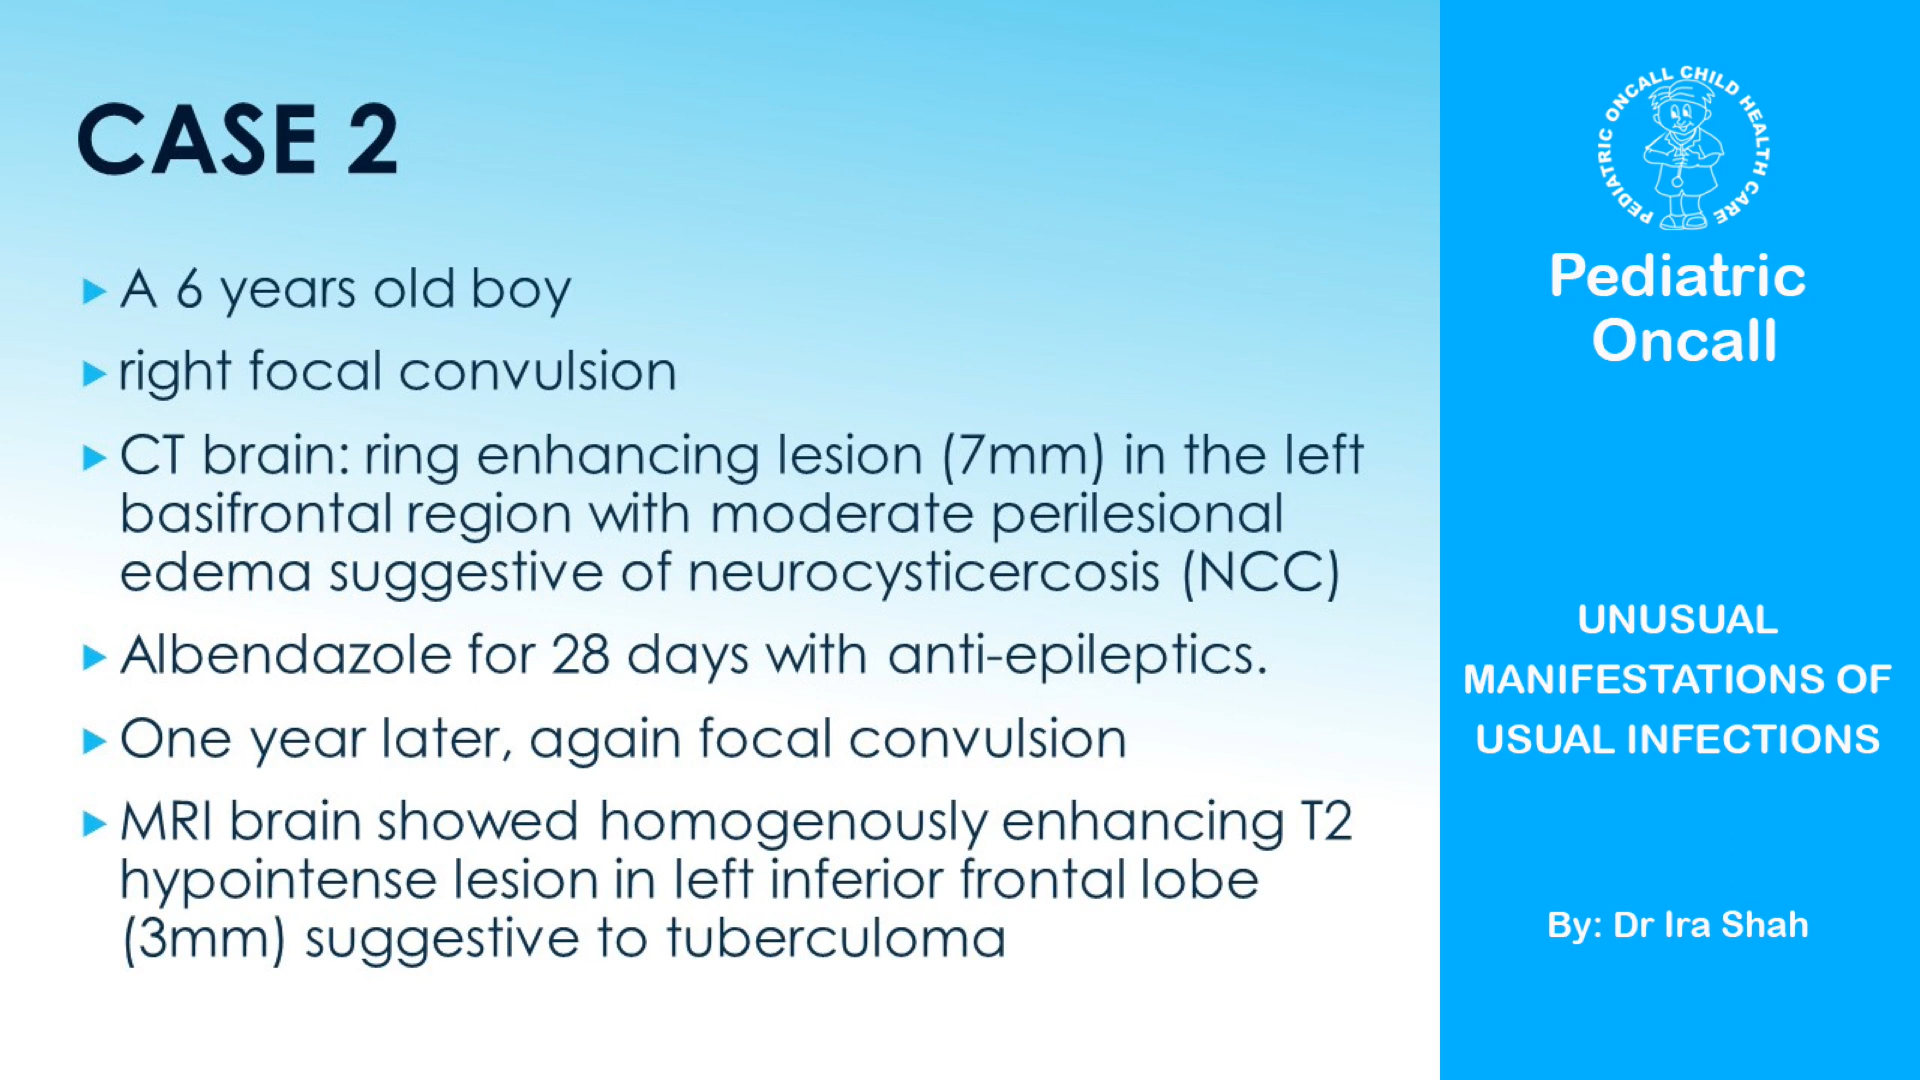 CASE 2
A 6 years old boy
right focal convulsion
CT brain: ring enhancing lesion (7mm) in the left
basifrontal region with moderate perilesional
edema suggestive of neurocysticercosis (NCC)
Albendazole for 28 days with anti-epileptics.
One year later, again focal convulsion
MRI brain showed homogenously enhancing T2
hypointense lesion in left inferior frontal lobe
(3mm) suggestive to tuberculoma
PEDIATRIC ONCALL CHILD HEALTH CARE
Pediatric
Oncall
UNUSUAL
MANIFESTATIONS OF
USUAL INFECTIONS
By: Dr Ira Shah